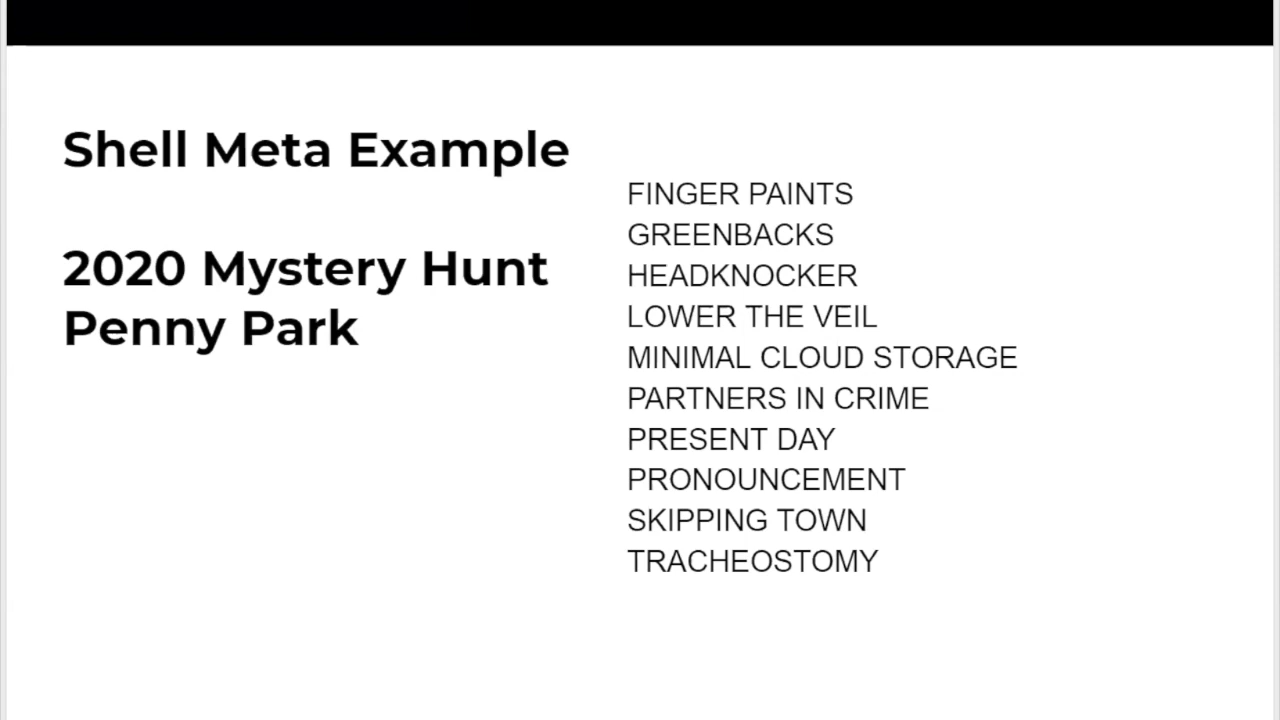 Shell Meta Example
2020 Mystery Hunt
Penny Park
FINGER PAINTS
GREENBACKS
HEADKNOCKER
LOWER THE VEIL
MINIMAL CLOUD STORAGE
PARTNERS IN CRIME
PRESENT DAY
PRONOUNCEMENT
SKIPPING TOWN
TRACHEOSTOMY